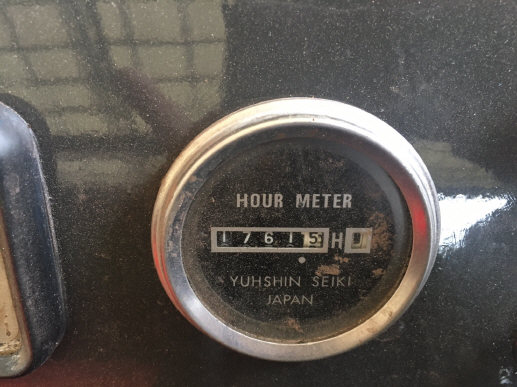 HOUR METER
17615 H
YUHSHIN SEIKI
JAPAN